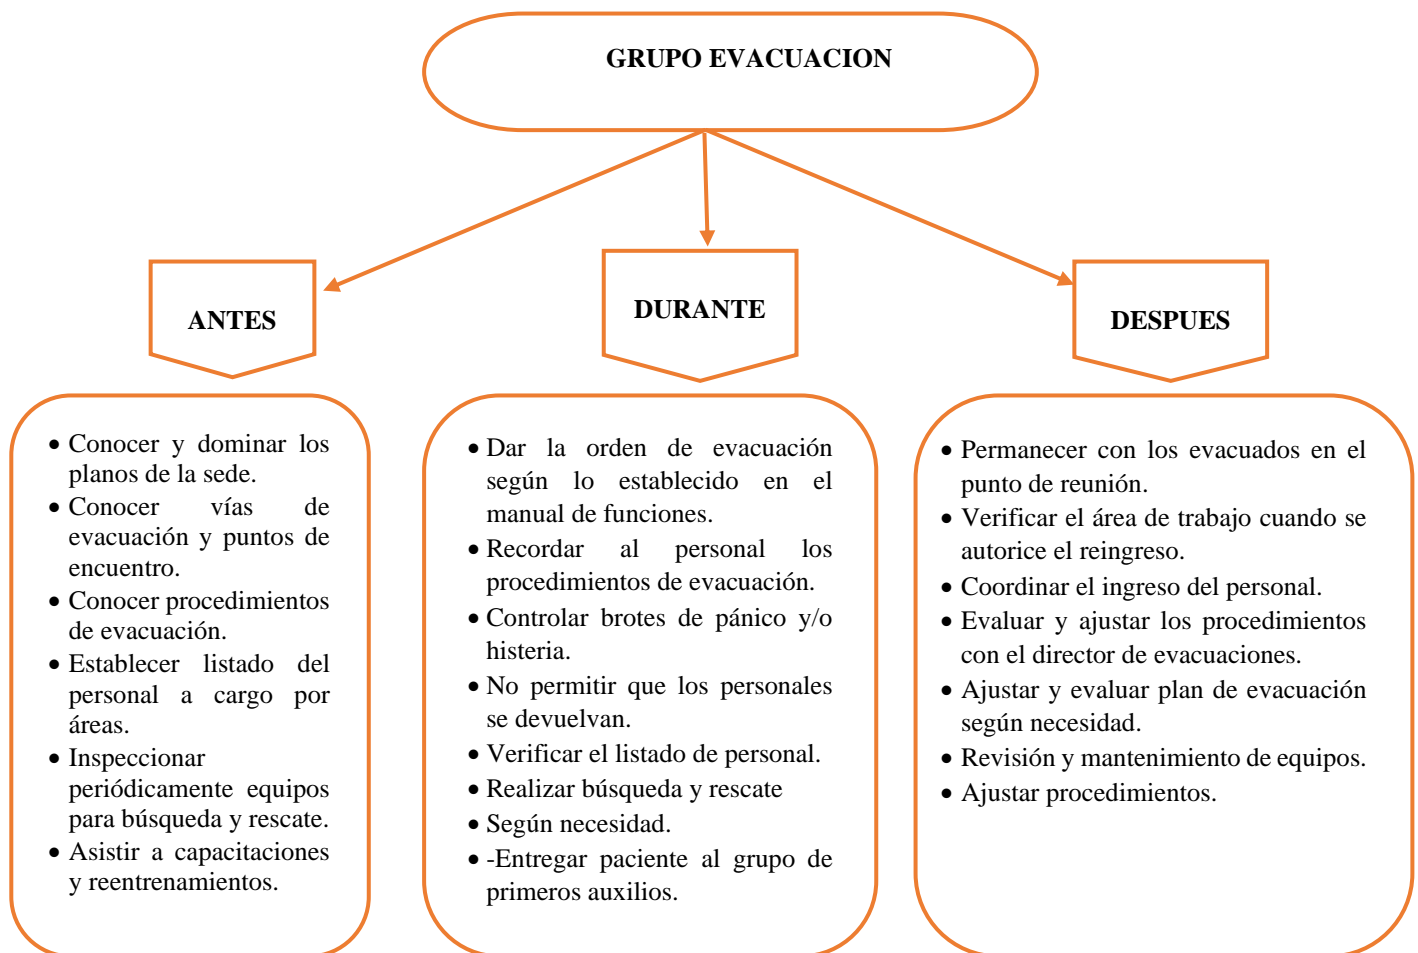 GRUPO EVACUACION
ANTES
DURANTE
DESPUES
• Conocer y dominar los
planos de la sede.
• Conocer vías de
evacuación y puntos de
encuentro.
• Conocer procedimientos
de evacuación.
• Establecer listado del
personal a cargo por
áreas.
• Inspeccionar
periódicamente equipos
para búsqueda y rescate.
• Asistir a capacitaciones
y reentrenamientos.
• Dar la orden de evacuación
según lo establecido en el
manual de funciones.
• Recordar al personal los
procedimientos de evacuación.
• Controlar brotes de pánico y/o
histeria.
• No permitir que los personales
se devuelvan.
• Verificar el listado de personal.
• Realizar búsqueda y rescate
• Según necesidad.
• -Entregar paciente al grupo de
primeros auxilios.
• Permanecer con los evacuados en el
punto de reunión.
• Verificar el área de trabajo cuando se
autorice el reingreso.
• Coordinar el ingreso del personal.
• Evaluar y ajustar los procedimientos
con el director de evacuaciones.
• Ajustar y evaluar plan de evacuación
según necesidad.
• Revisión y mantenimiento de equipos.
• Ajustar procedimientos.